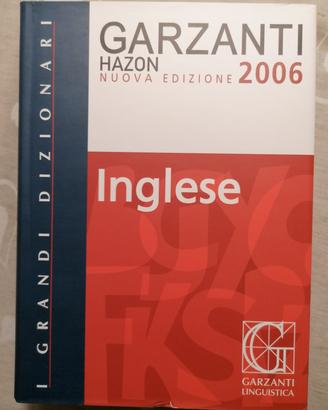 I GRANDI DIZIONARI
GARZANTI
HAZON
NUOVA EDIZIONE 2006
Inglese
G
GARZANTI
LINGUISTICA